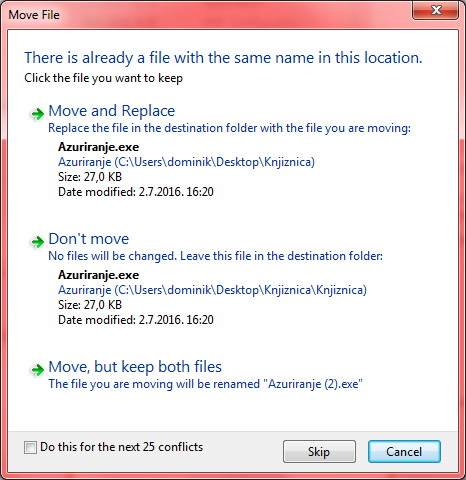 Move File
There is already a file with the same name in this location.
Click the file you want to keep
Move and Replace
Replace the file in the destination folder with the file you are moving:
Azuriranje.exe
Azuriranje (C:\Users\dominik\Desktop\Knjiznica)
Size: 27,0 KB
Date modified: 2.7.2016. 16:20
Don't move
No files will be changed. Leave this file in the destination folder:
Azuriranje.exe
Azuriranje (C:\Users\dominik\Desktop\Knjiznica\Knjiznica)
Size: 27,0 KB
Date modified: 2.7.2016. 16:20
Move, but keep both files
The file you are moving will be renamed "Azuriranje (2).exe"
Do this for the next 25 conflicts
Skip
Cancel